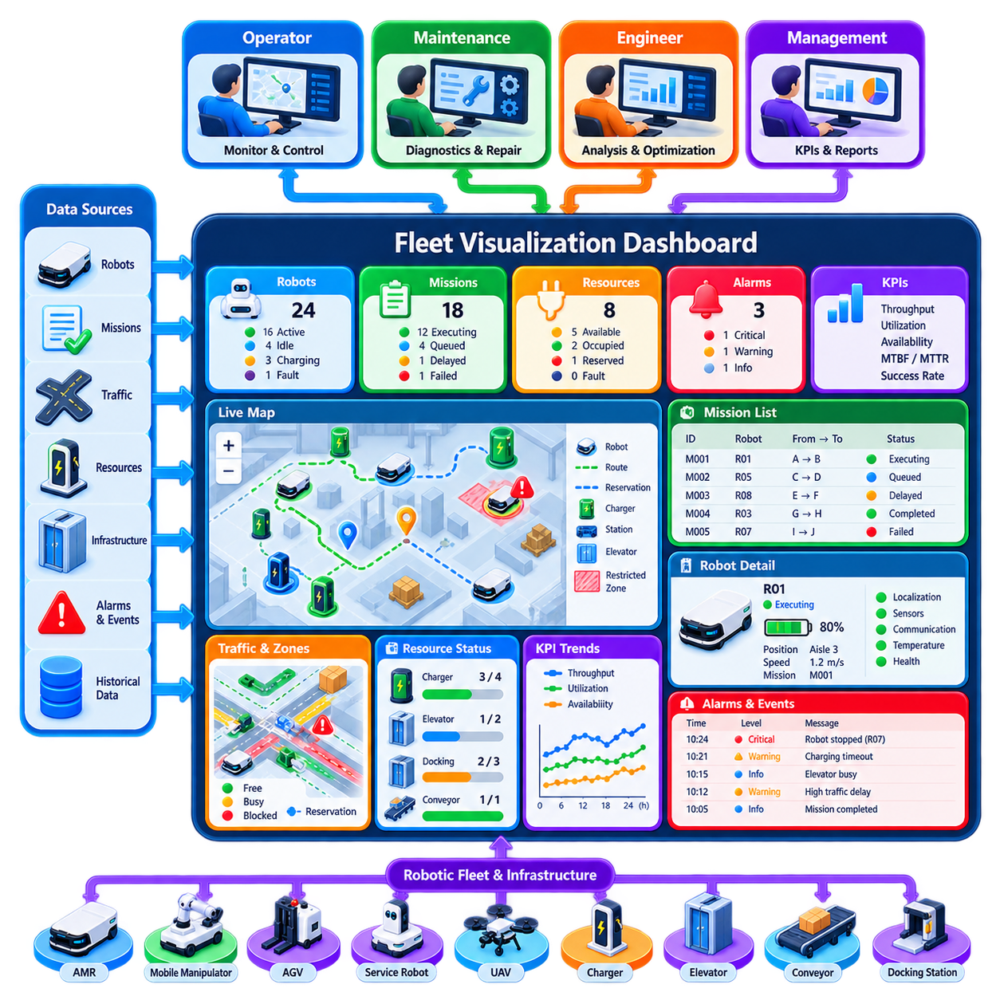 Operator
Monitor & Control
Maintenance
Diagnostics & Repair
Engineer
Analysis & Optimization
Management
KPIs & Reports
Data Sources
Robots
Missions
Traffic
Resources
Infrastructure
Alarms
& Events
Historical
Data
Fleet Visualization Dashboard
Robots
24
16 Active
4 Idle
3 Charging
1 Fault
Missions
18
12 Executing
4 Queued
1 Delayed
1 Failed
Resources
8
5 Available
2 Occupied
1 Reserved
0 Fault
Alarms
3
1 Critical
1 Warning
1 Info
KPIs
Throughput
Utilization
Availability
MTBF / MTTR
Success Rate
Live Map
+
−
Robot
Route
Reservation
Charger
Station
Elevator
Restricted
Zone
Mission List
ID Robot From → To Status
M001 R01 A → B Executing
M002 R05 C → D Queued
M003 R08 E → F Delayed
M004 R03 G → H Completed
M005 R07 I → J Failed
Robot Detail
R01
Executing
80%
Position Aisle 3
Speed 1.2 m/s
Mission M001
Localization
Sensors
Communication
Temperature
Health
Traffic & Zones
Free
Busy
Blocked
Reservation
Resource Status
Charger 3 / 4
Elevator 1 / 2
Docking 2 / 3
Conveyor 1 / 1
KPI Trends
Throughput
Utilization
Availability
0 6 12 18 24 (h)
Alarms & Events
Time Level Message
10:24 Critical Robot stopped (R07)
10:21 Warning Charging timeout
10:15 Info Elevator busy
10:12 Warning High traffic delay
10:05 Info Mission completed
Robotic Fleet & Infrastructure
AMR
Mobile Manipulator
AGV
Service Robot
UAV
Charger
Elevator
Conveyor
Docking Station